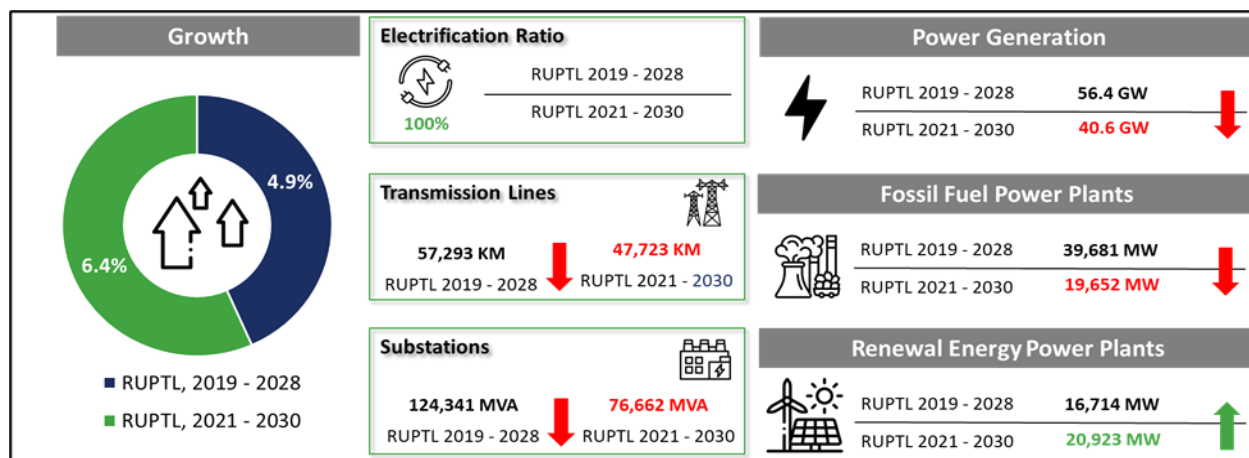 Growth
4.9%
6.4%
RUPTL, 2019 - 2028
RUPTL, 2021 - 2030
Electrification Ratio
100%
RUPTL 2019 - 2028
RUPTL 2021 - 2030
Transmission Lines
57,293 KM
47,723 KM
RUPTL 2019 - 2028
RUPTL 2021 - 2030
Substations
124,341 MVA
76,662 MVA
RUPTL 2019 - 2028
RUPTL 2021 - 2030
Power Generation
RUPTL 2019 - 2028 56.4 GW
RUPTL 2021 - 2030 40.6 GW
Fossil Fuel Power Plants
RUPTL 2019 - 2028 39,681 MW
RUPTL 2021 - 2030 19,652 MW
Renewal Energy Power Plants
RUPTL 2019 - 2028 16,714 MW
RUPTL 2021 - 2030 20,923 MW